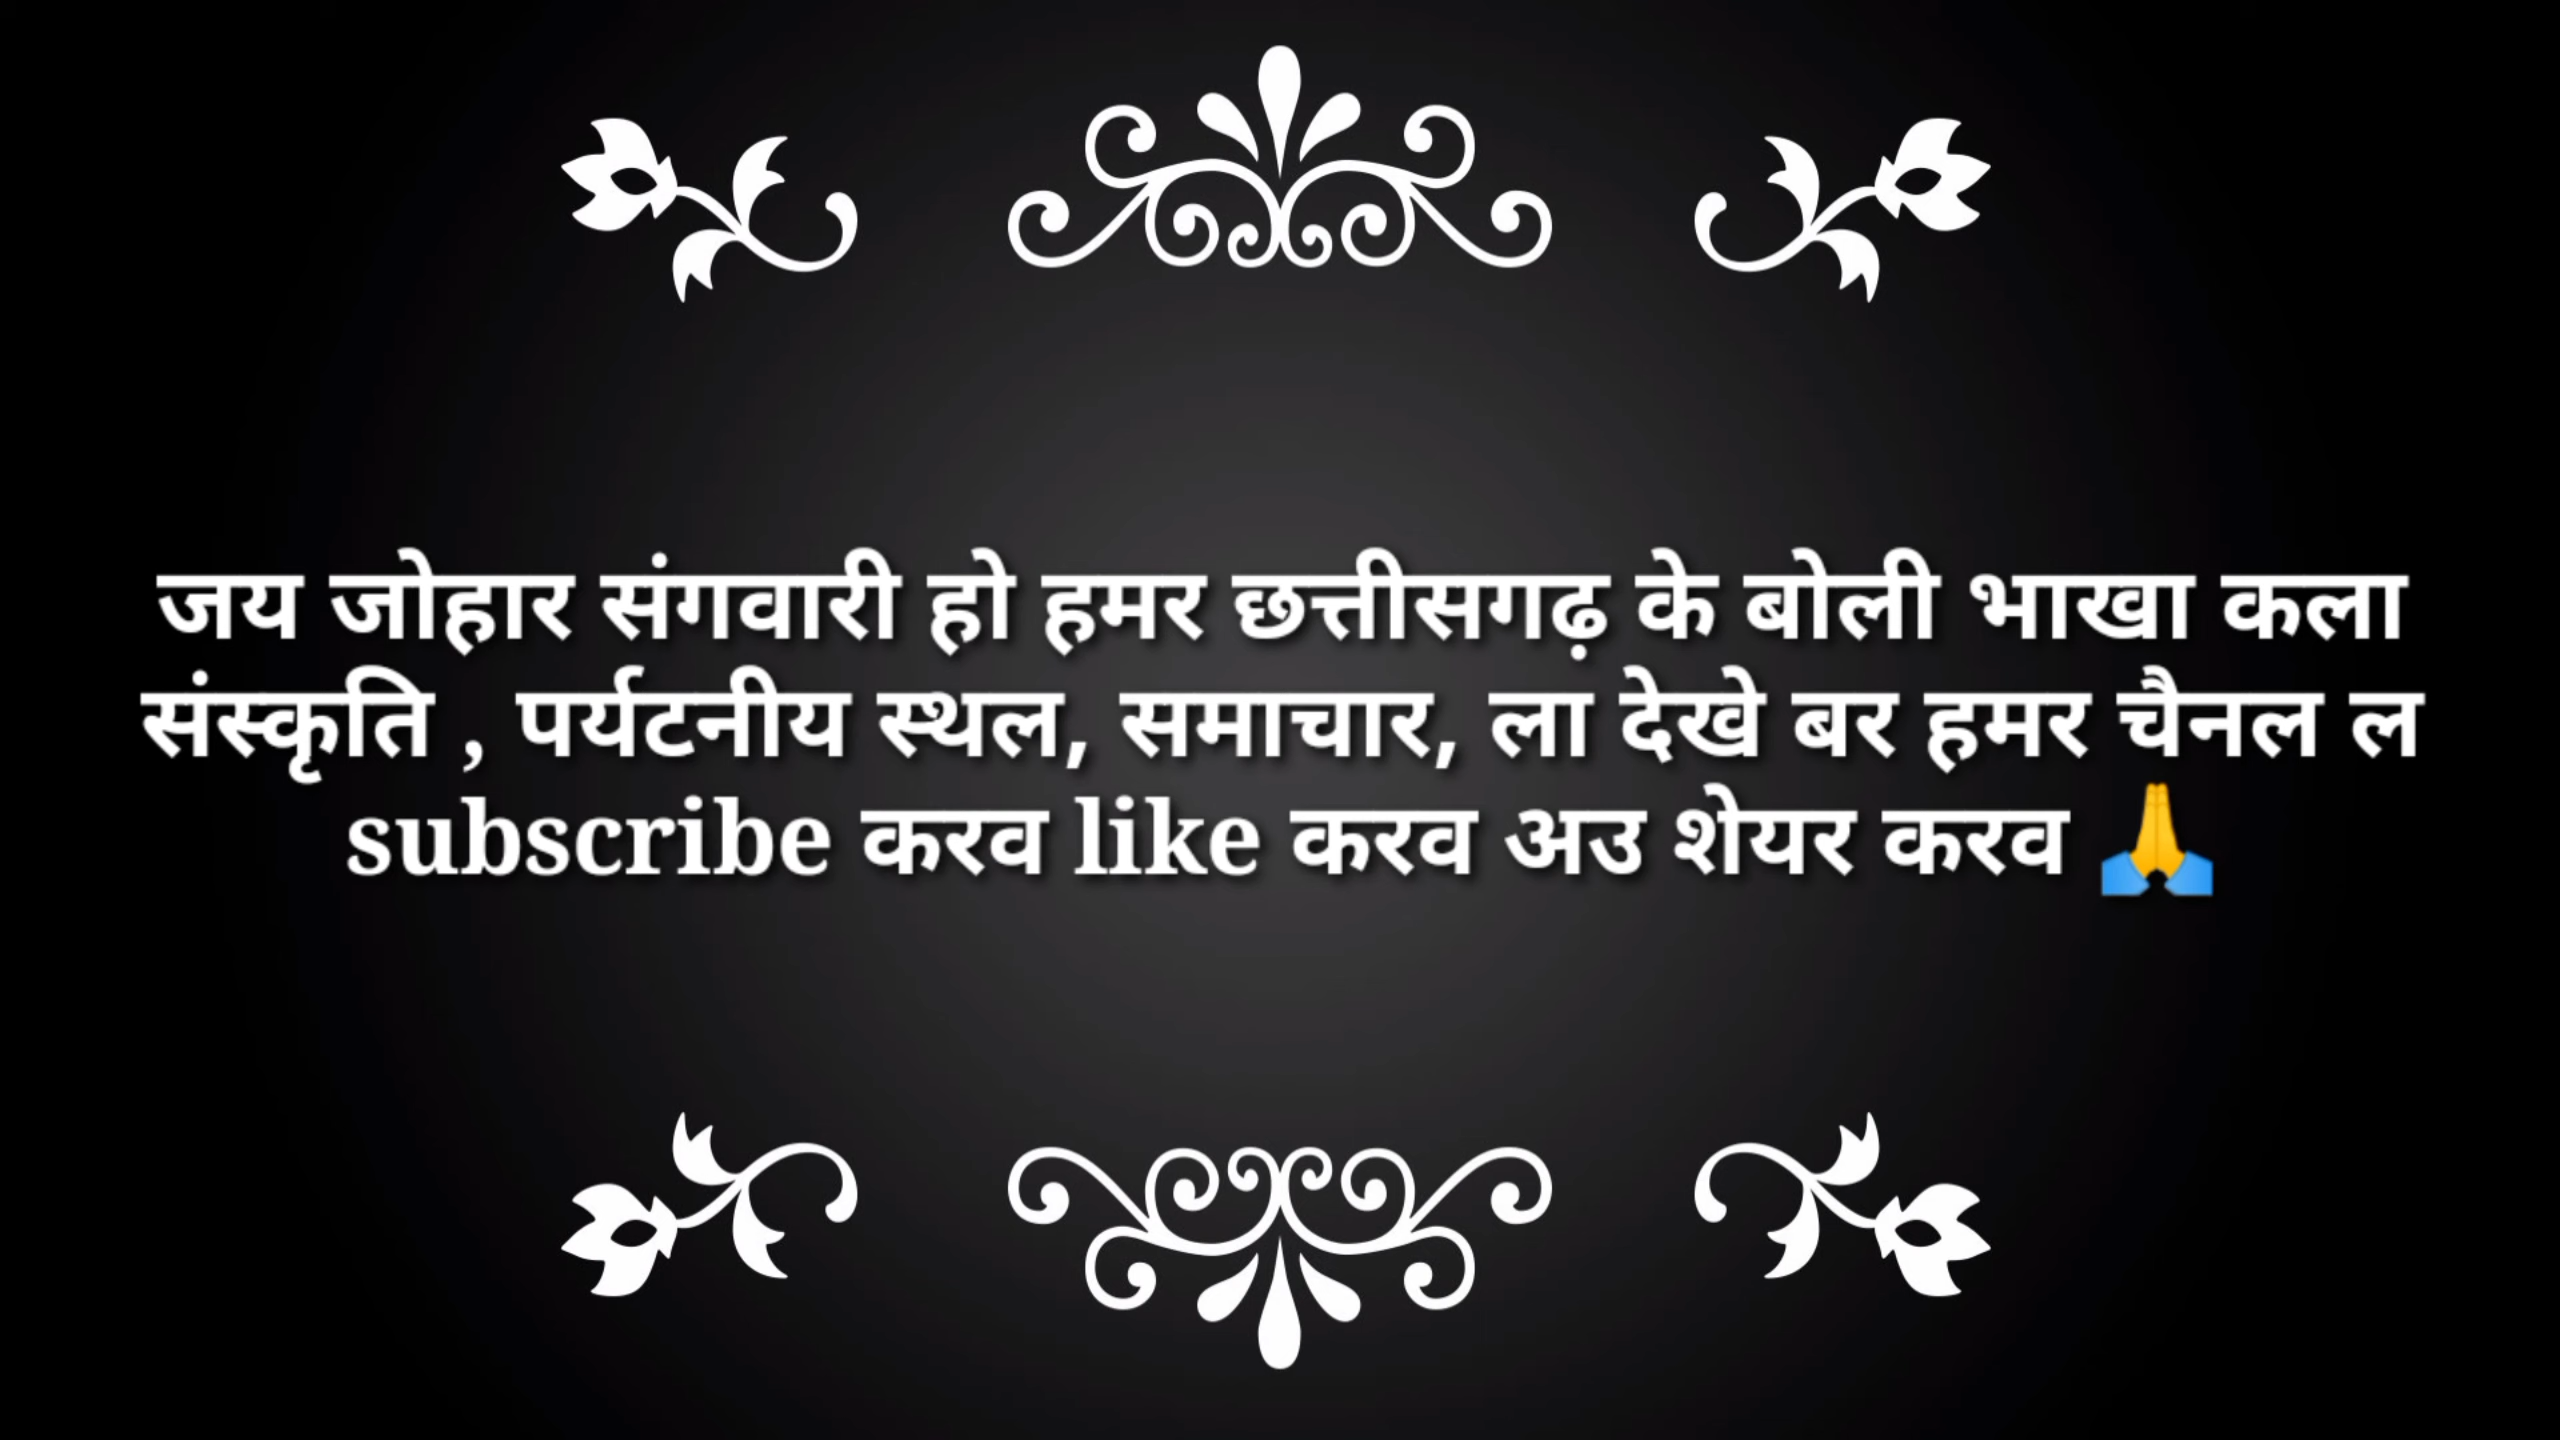 जय जोहार संगवारी हो हमर छत्तीसगढ़ के बोली भाखा कला
संस्कृति , पर्यटनीय स्थल, समाचार, ला देखे बर हमर चैनल ल
subscribe करव like करव अउ शेयर करव 🙏